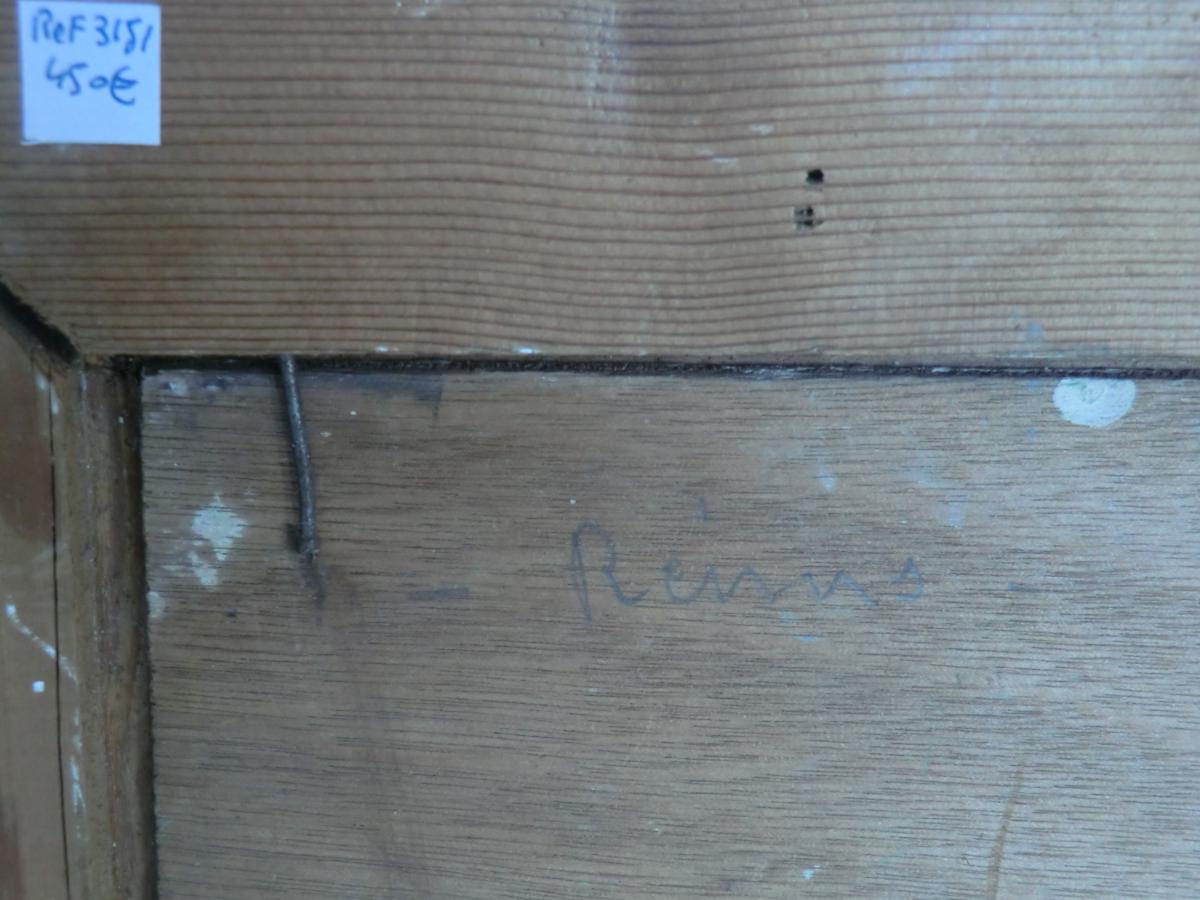 Ref 3151
450€
- Reims -